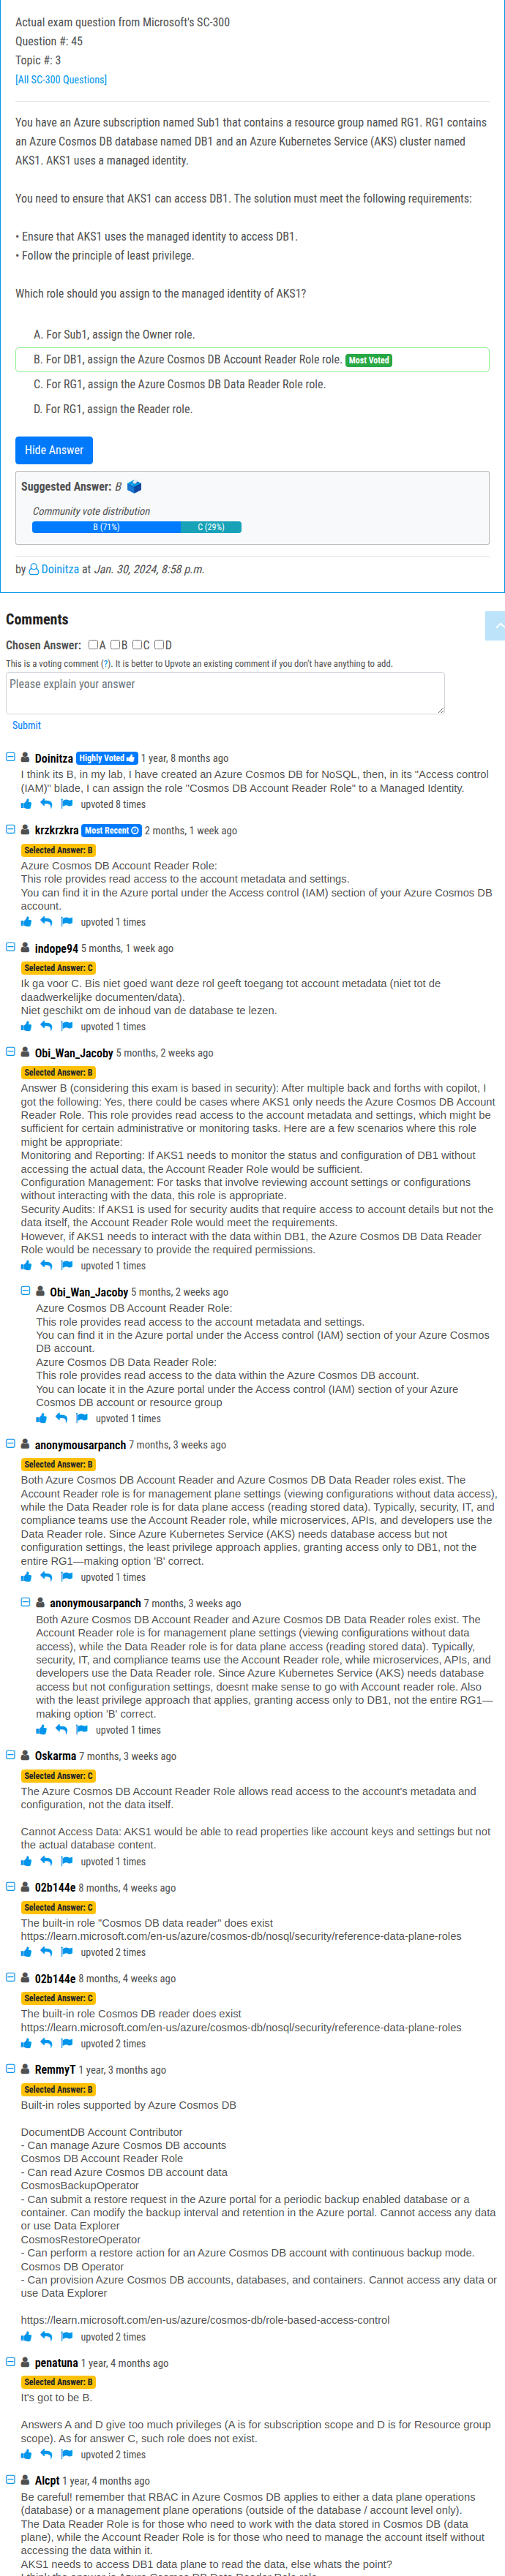 Actual exam question from Microsoft's SC-300
Question #: 45
Topic #: 3
[All SC-300 Questions]
You have an Azure subscription named Sub1 that contains a resource group named RG1. RG1 contains
an Azure Cosmos DB database named DB1 and an Azure Kubernetes Service (AKS) cluster named
AKS1. AKS1 uses a managed identity.
You need to ensure that AKS1 can access DB1. The solution must meet the following requirements:
• Ensure that AKS1 uses the managed identity to access DB1.
• Follow the principle of least privilege.
Which role should you assign to the managed identity of AKS1?
A. For Sub1, assign the Owner role.
B. For DB1, assign the Azure Cosmos DB Account Reader Role role. Most Voted
C. For RG1, assign the Azure Cosmos DB Data Reader Role role.
D. For RG1, assign the Reader role.
Hide Answer
Suggested Answer: B
Community vote distribution
B (71%) C (29%)
by Doinitza at Jan. 30, 2024, 8:58 p.m.
Comments
Chosen Answer: A B C D
This is a voting comment (?). It is better to Upvote an existing comment if you don't have anything to add.
Please explain your answer
Submit
Doinitza Highly Voted 1 year, 8 months ago
I think its B, in my lab, I have created an Azure Cosmos DB for NoSQL, then, in its "Access control
(IAM)" blade, I can assign the role "Cosmos DB Account Reader Role" to a Managed Identity.
upvoted 8 times
krzkrzkra Most Recent 2 months, 1 week ago
Selected Answer: B
Azure Cosmos DB Account Reader Role:
This role provides read access to the account metadata and settings.
You can find it in the Azure portal under the Access control (IAM) section of your Azure Cosmos DB
account.
upvoted 1 times
indope94 5 months, 1 week ago
Selected Answer: C
Ik ga voor C. Bis niet goed want deze rol geeft toegang tot account metadata (niet tot de
daadwerkelijke documenten/data).
Niet geschikt om de inhoud van de database te lezen.
upvoted 1 times
Obi_Wan_Jacoby 5 months, 2 weeks ago
Selected Answer: B
Answer B (considering this exam is based in security): After multiple back and forths with copilot, I
got the following: Yes, there could be cases where AKS1 only needs the Azure Cosmos DB Account
Reader Role. This role provides read access to the account metadata and settings, which might be
sufficient for certain administrative or monitoring tasks. Here are a few scenarios where this role
might be appropriate:
Monitoring and Reporting: If AKS1 needs to monitor the status and configuration of DB1 without
accessing the actual data, the Account Reader Role would be sufficient.
Configuration Management: For tasks that involve reviewing account settings or configurations
without interacting with the data, this role is appropriate.
Security Audits: If AKS1 is used for security audits that require access to account details but not the
data itself, the Account Reader Role would meet the requirements.
However, if AKS1 needs to interact with the data within DB1, the Azure Cosmos DB Data Reader
Role would be necessary to provide the required permissions.
upvoted 1 times
Obi_Wan_Jacoby 5 months, 2 weeks ago
Azure Cosmos DB Account Reader Role:
This role provides read access to the account metadata and settings.
You can find it in the Azure portal under the Access control (IAM) section of your Azure Cosmos
DB account.
Azure Cosmos DB Data Reader Role:
This role provides read access to the data within the Azure Cosmos DB account.
You can locate it in the Azure portal under the Access control (IAM) section of your Azure
Cosmos DB account or resource group
upvoted 1 times
anonymousarpanch 7 months, 3 weeks ago
Selected Answer: B
Both Azure Cosmos DB Account Reader and Azure Cosmos DB Data Reader roles exist. The
Account Reader role is for management plane settings (viewing configurations without data access),
while the Data Reader role is for data plane access (reading stored data). Typically, security, IT, and
compliance teams use the Account Reader role, while microservices, APIs, and developers use the
Data Reader role. Since Azure Kubernetes Service (AKS) needs database access but not
configuration settings, the least privilege approach applies, granting access only to DB1, not the
entire RG1—making option 'B' correct.
upvoted 1 times
anonymousarpanch 7 months, 3 weeks ago
Both Azure Cosmos DB Account Reader and Azure Cosmos DB Data Reader roles exist. The
Account Reader role is for management plane settings (viewing configurations without data
access), while the Data Reader role is for data plane access (reading stored data). Typically,
security, IT, and compliance teams use the Account Reader role, while microservices, APIs, and
developers use the Data Reader role. Since Azure Kubernetes Service (AKS) needs database
access but not configuration settings, doesnt make sense to go with Account reader role. Also
with the least privilege approach that applies, granting access only to DB1, not the entire RG1—
making option 'B' correct.
upvoted 1 times
Oskarma 7 months, 3 weeks ago
Selected Answer: C
The Azure Cosmos DB Account Reader Role allows read access to the account's metadata and
configuration, not the data itself.
Cannot Access Data: AKS1 would be able to read properties like account keys and settings but not
the actual database content.
upvoted 1 times
02b144e 8 months, 4 weeks ago
Selected Answer: C
The built-in role "Cosmos DB data reader" does exist
https://learn.microsoft.com/en-us/azure/cosmos-db/nosql/security/reference-data-plane-roles
upvoted 2 times
02b144e 8 months, 4 weeks ago
Selected Answer: C
The built-in role Cosmos DB reader does exist
https://learn.microsoft.com/en-us/azure/cosmos-db/nosql/security/reference-data-plane-roles
upvoted 2 times
RemmyT 1 year, 3 months ago
Selected Answer: B
Built-in roles supported by Azure Cosmos DB
DocumentDB Account Contributor
- Can manage Azure Cosmos DB accounts
Cosmos DB Account Reader Role
- Can read Azure Cosmos DB account data
CosmosBackupOperator
- Can submit a restore request in the Azure portal for a periodic backup enabled database or a
container. Can modify the backup interval and retention in the Azure portal. Cannot access any data
or use Data Explorer
CosmosRestoreOperator
- Can perform a restore action for an Azure Cosmos DB account with continuous backup mode.
Cosmos DB Operator
- Can provision Azure Cosmos DB accounts, databases, and containers. Cannot access any data or
use Data Explorer
https://learn.microsoft.com/en-us/azure/cosmos-db/role-based-access-control
upvoted 2 times
penatuna 1 year, 4 months ago
Selected Answer: B
It's got to be B.
Answers A and D give too much privileges (A is for subscription scope and D is for Resource group
scope). As for answer C, such role does not exist.
upvoted 2 times
Alcpt 1 year, 4 months ago
Be careful! remember that RBAC in Azure Cosmos DB applies to either a data plane operations
(database) or a management plane operations (outside of the database / account level only).
The Data Reader Role is for those who need to work with the data stored in Cosmos DB (data
plane), while the Account Reader Role is for those who need to manage the account itself without
accessing the data within it.
AKS1 needs to access DB1 data plane to read the data, else whats the point?